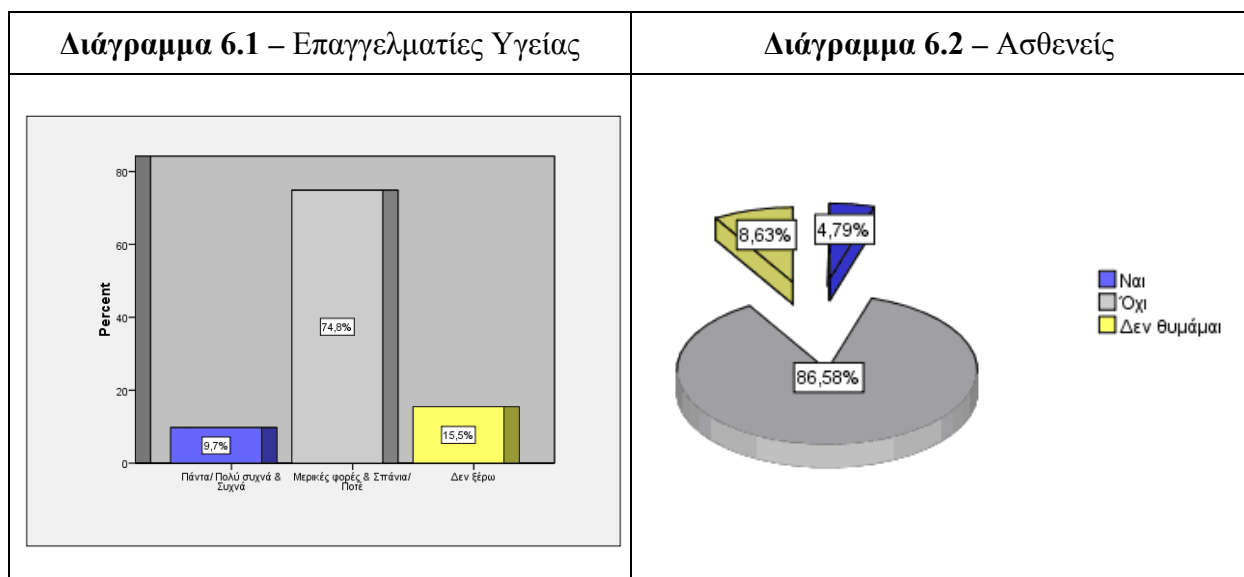 Διάγραμμα 6.1 – Επαγγελματίες Υγείας
Διάγραμμα 6.2 – Ασθενείς
Percent
80
60
40
20
0
9,7%
74,8%
15,5%
Πάντα/ Πολύ συχνά &
Συχνά
Μερικές φορές & Σπάνια/
Ποτέ
Δεν ξέρω
8,63%
4,79%
86,58%
Ναι
Όχι
Δεν θυμάμαι